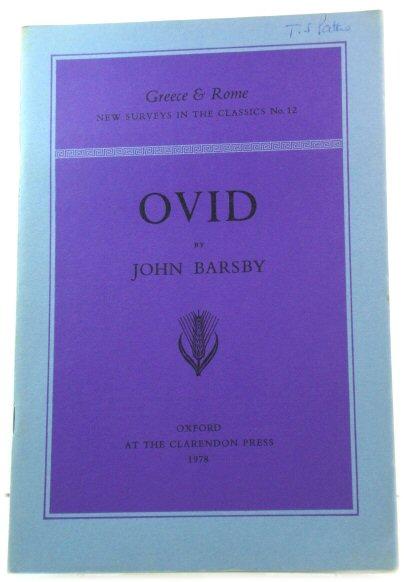 T. S
Greece & Rome
NEW SURVEYS IN THE CLASSICS No. 12
OVID
BY
JOHN BARSBY
OXFORD
AT THE CLARENDON PRESS
1978